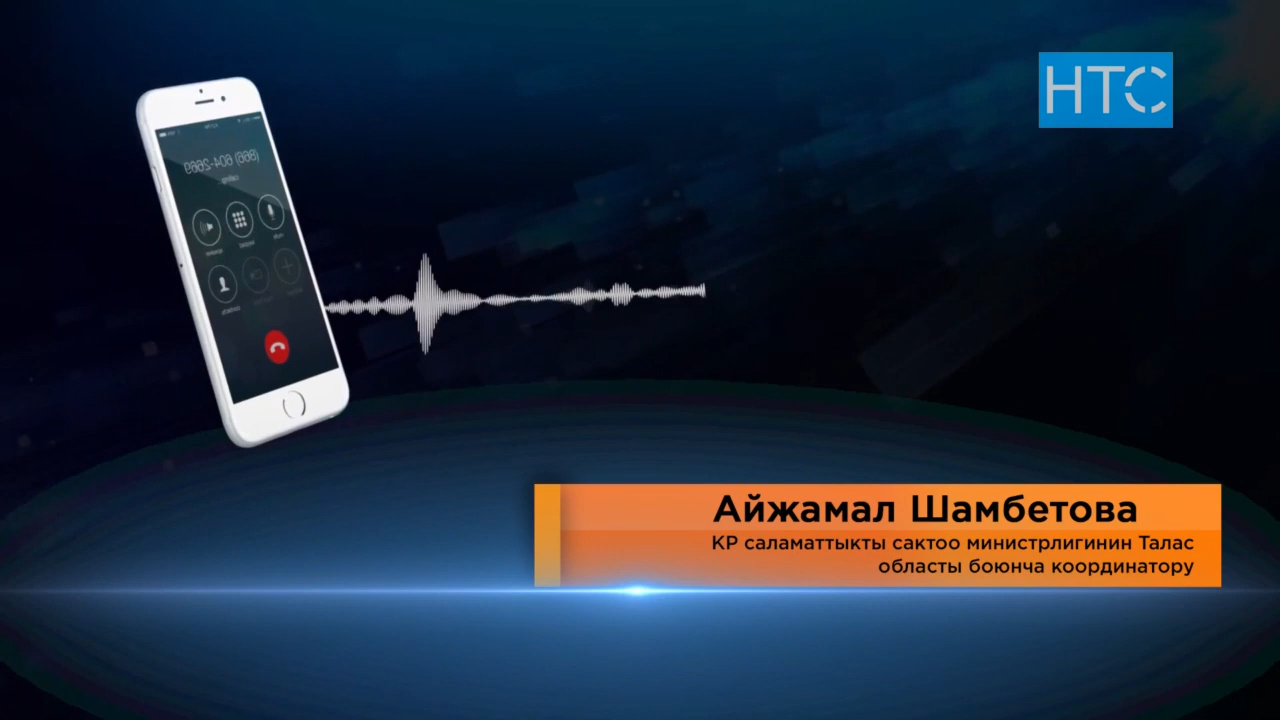 НТС
Айжамал Шамбетова
КР саламаттыкты сактоо министрлигинин Талас
областы боюнча координатору